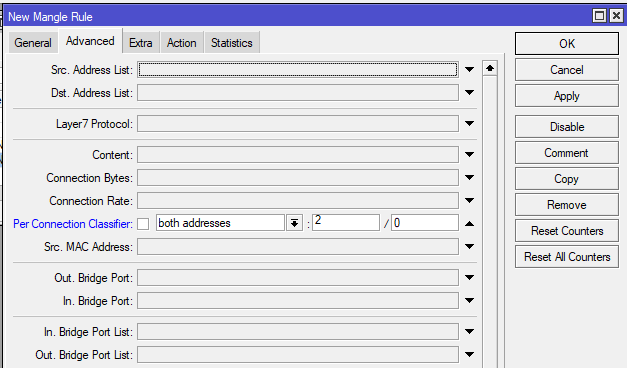 New Mangle Rule
General Advanced Extra Action Statistics
OK
Src. Address List:
Cancel
Dst. Address List:
Apply
Layer7 Protocol:
Disable
Content:
Comment
Connection Bytes:
Copy
Connection Rate:
Remove
Per Connection Classifier: both addresses : 2 / 0
Reset Counters
Src. MAC Address:
Reset All Counters
Out. Bridge Port:
In. Bridge Port:
In. Bridge Port List:
Out. Bridge Port List: